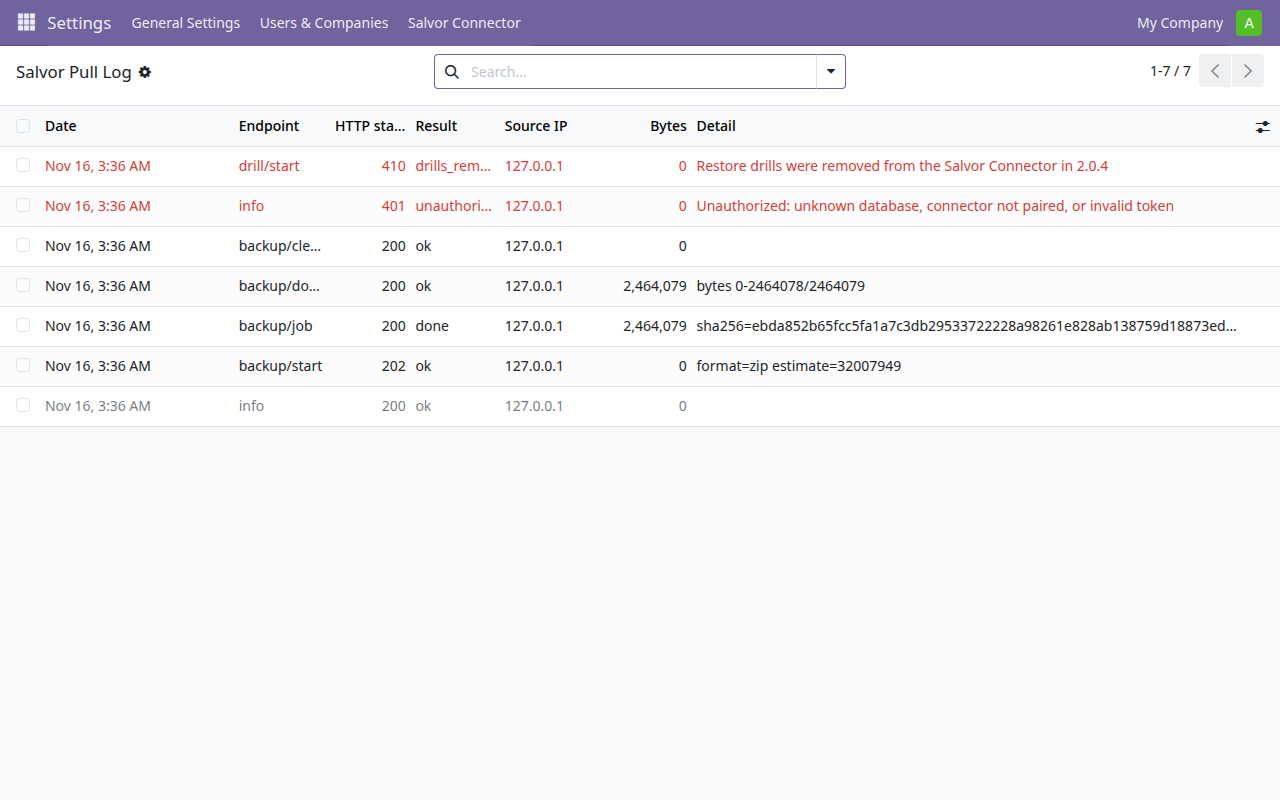 Settings General Settings Users & Companies Salvor Connector My Company A
Salvor Pull Log Search... 1-7 / 7
Date Endpoint HTTP sta... Result Source IP Bytes Detail
Nov 16, 3:36 AM drill/start 410 drills_rem... 127.0.0.1 0 Restore drills were removed from the Salvor Connector in 2.0.4
Nov 16, 3:36 AM info 401 unauthori... 127.0.0.1 0 Unauthorized: unknown database, connector not paired, or invalid token
Nov 16, 3:36 AM backup/cle... 200 ok 127.0.0.1 0
Nov 16, 3:36 AM backup/do... 200 ok 127.0.0.1 2,464,079 bytes 0-2464078/2464079
Nov 16, 3:36 AM backup/job 200 done 127.0.0.1 2,464,079 sha256=ebda852b65fcc5fa1a7c3db29533722228a98261e828ab138759d18873ed...
Nov 16, 3:36 AM backup/start 202 ok 127.0.0.1 0 format=zip estimate=32007949
Nov 16, 3:36 AM info 200 ok 127.0.0.1 0